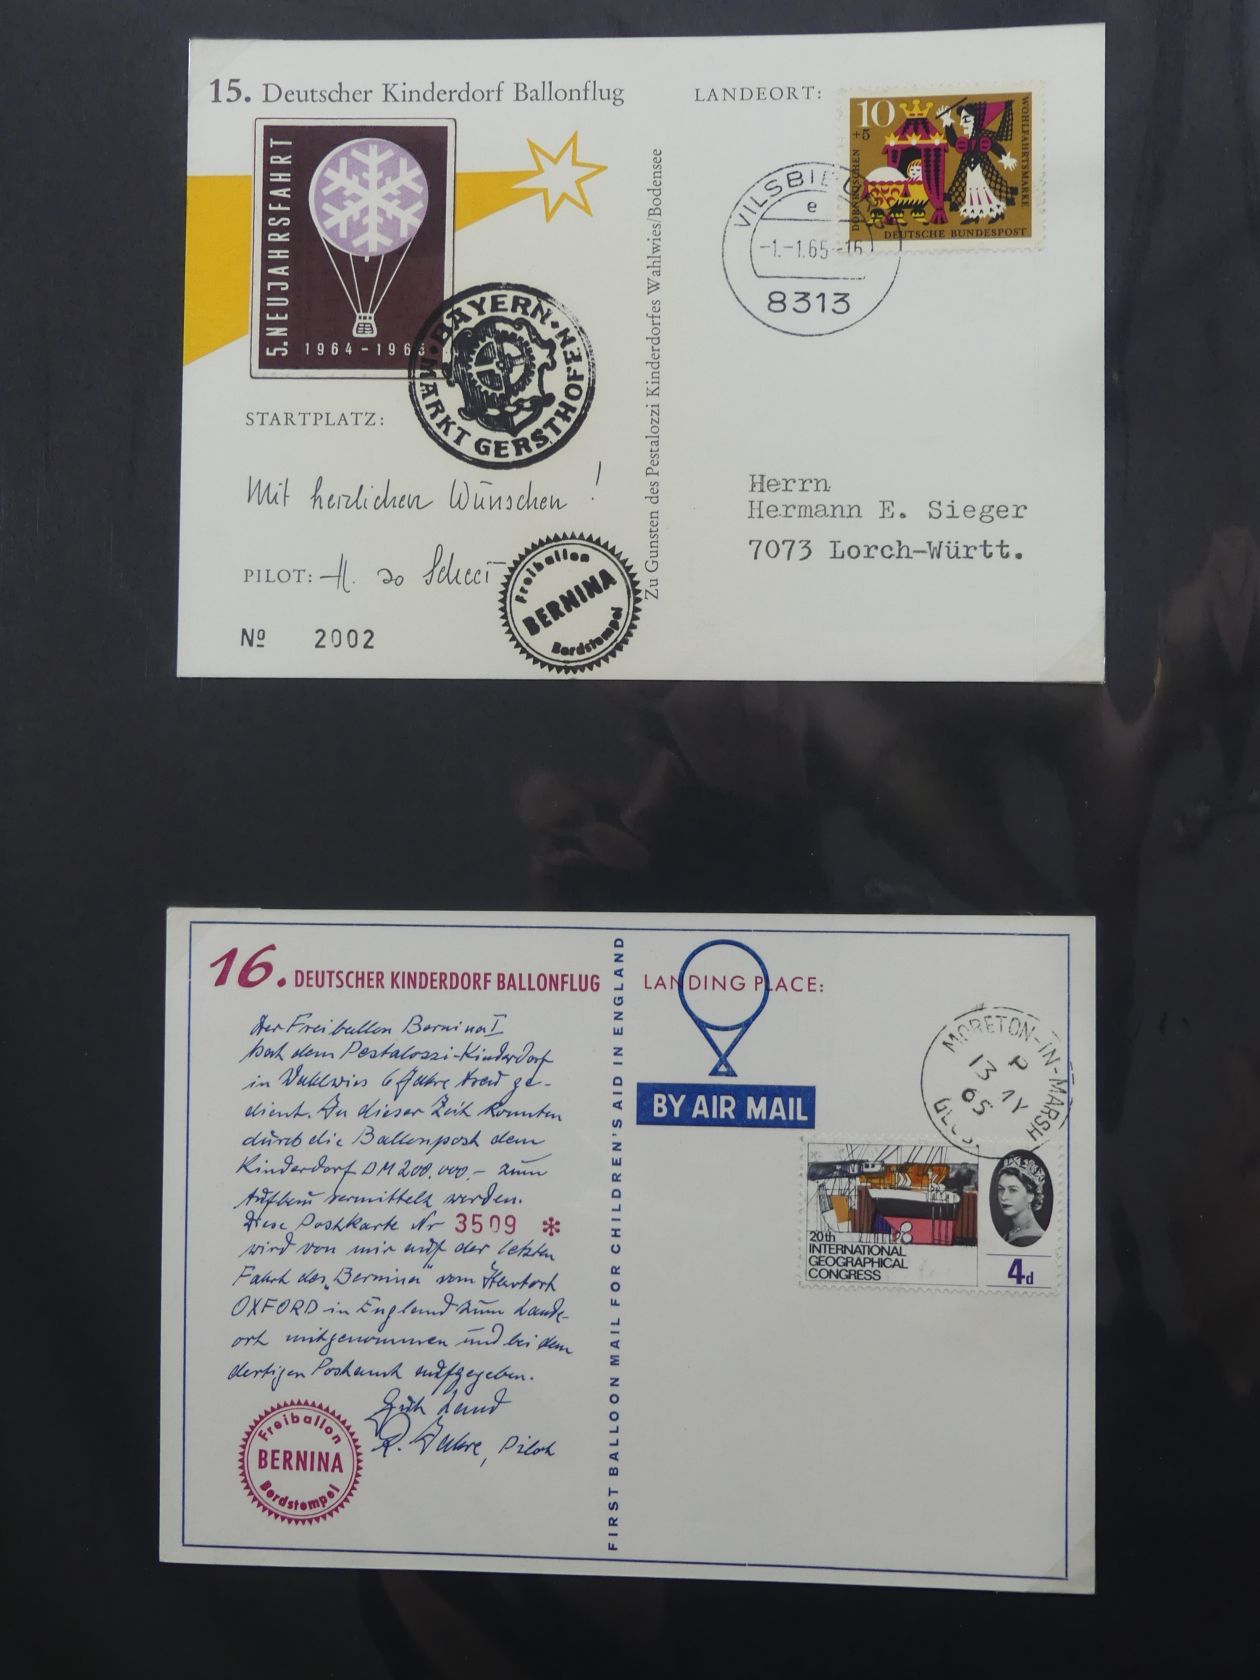 15. Deutscher Kinderdorf Ballonflug
5. NEUJAHRSFAHRT
1964 - 196
BAYERN
MARKT GERSTHOFEN
STARTPLATZ:
Mit herzlichen Wünschen!
PILOT:
Freiballon
BERNINA
Bordstempel
№ 2002
Zu Gunsten des Pestalozzi Kinderdorfes Wahlwies/Bodensee
LANDEORT:
10
+5
DORNRÖSCHEN
WOHLFAHRTSMARKE
DEUTSCHE BUNDESPOST
VILSBIBU
e
-1.-1.65-16
8313
Herrn
Hermann E. Sieger
7073 Lorch-Württ.
16. DEUTSCHER KINDERDORF BALLONFLUG
Der Freiballon Bernina I
hat dem Pestalozzi-Kinderdorf
in Wahlwies 6 Jahre treu ge-
dient. In dieser Zeit konnten
durch die Ballonpost dem
Kinderdorf DM 200.000.- zum
Aufbau vermittelt werden.
Diese Postkarte Nr 3509 *
wird von mir auf der letzten
Fahrt des "Bernina" vom Startort
OXFORD in England zum Lande-
ort mitgenommen und bei dem
dortigen Postamt aufgegeben.
Gut Land
Pilot
Freiballon
BERNINA
Bordstempel
FIRST BALLOON MAIL FOR CHILDREN'S AID IN ENGLAND
LANDING PLACE:
BY AIR MAIL
MORETON-IN-MARSH
P
13 MY
65
20th
INTERNATIONAL
GEOGRAPHICAL
CONGRESS
4d